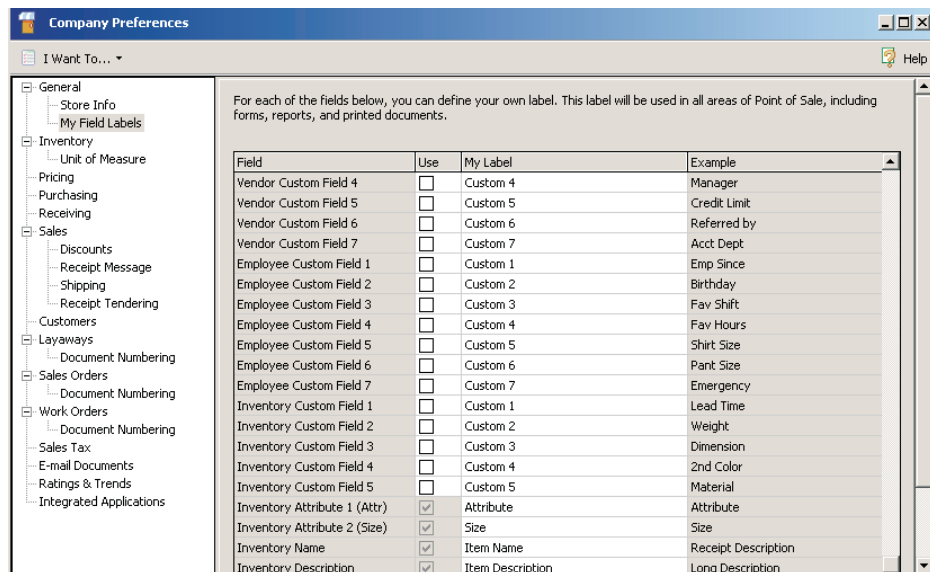 Company Preferences
I Want To...
Help
General
Store Info
My Field Labels
Inventory
Unit of Measure
Pricing
Purchasing
Receiving
Sales
Discounts
Receipt Message
Shipping
Receipt Tendering
Customers
Layaways
Document Numbering
Sales Orders
Document Numbering
Work Orders
Document Numbering
Sales Tax
E-mail Documents
Ratings & Trends
Integrated Applications
For each of the fields below, you can define your own label. This label will be used in all areas of Point of Sale, including
forms, reports, and printed documents.
Field Use My Label Example
Vendor Custom Field 4 Custom 4 Manager
Vendor Custom Field 5 Custom 5 Credit Limit
Vendor Custom Field 6 Custom 6 Referred by
Vendor Custom Field 7 Custom 7 Acct Dept
Employee Custom Field 1 Custom 1 Emp Since
Employee Custom Field 2 Custom 2 Birthday
Employee Custom Field 3 Custom 3 Fav Shift
Employee Custom Field 4 Custom 4 Fav Hours
Employee Custom Field 5 Custom 5 Shirt Size
Employee Custom Field 6 Custom 6 Pant Size
Employee Custom Field 7 Custom 7 Emergency
Inventory Custom Field 1 Custom 1 Lead Time
Inventory Custom Field 2 Custom 2 Weight
Inventory Custom Field 3 Custom 3 Dimension
Inventory Custom Field 4 Custom 4 2nd Color
Inventory Custom Field 5 Custom 5 Material
Inventory Attribute 1 (Attr) Attribute Attribute
Inventory Attribute 2 (Size) Size Size
Inventory Name Item Name Receipt Description
Inventory Description Item Description Long Description